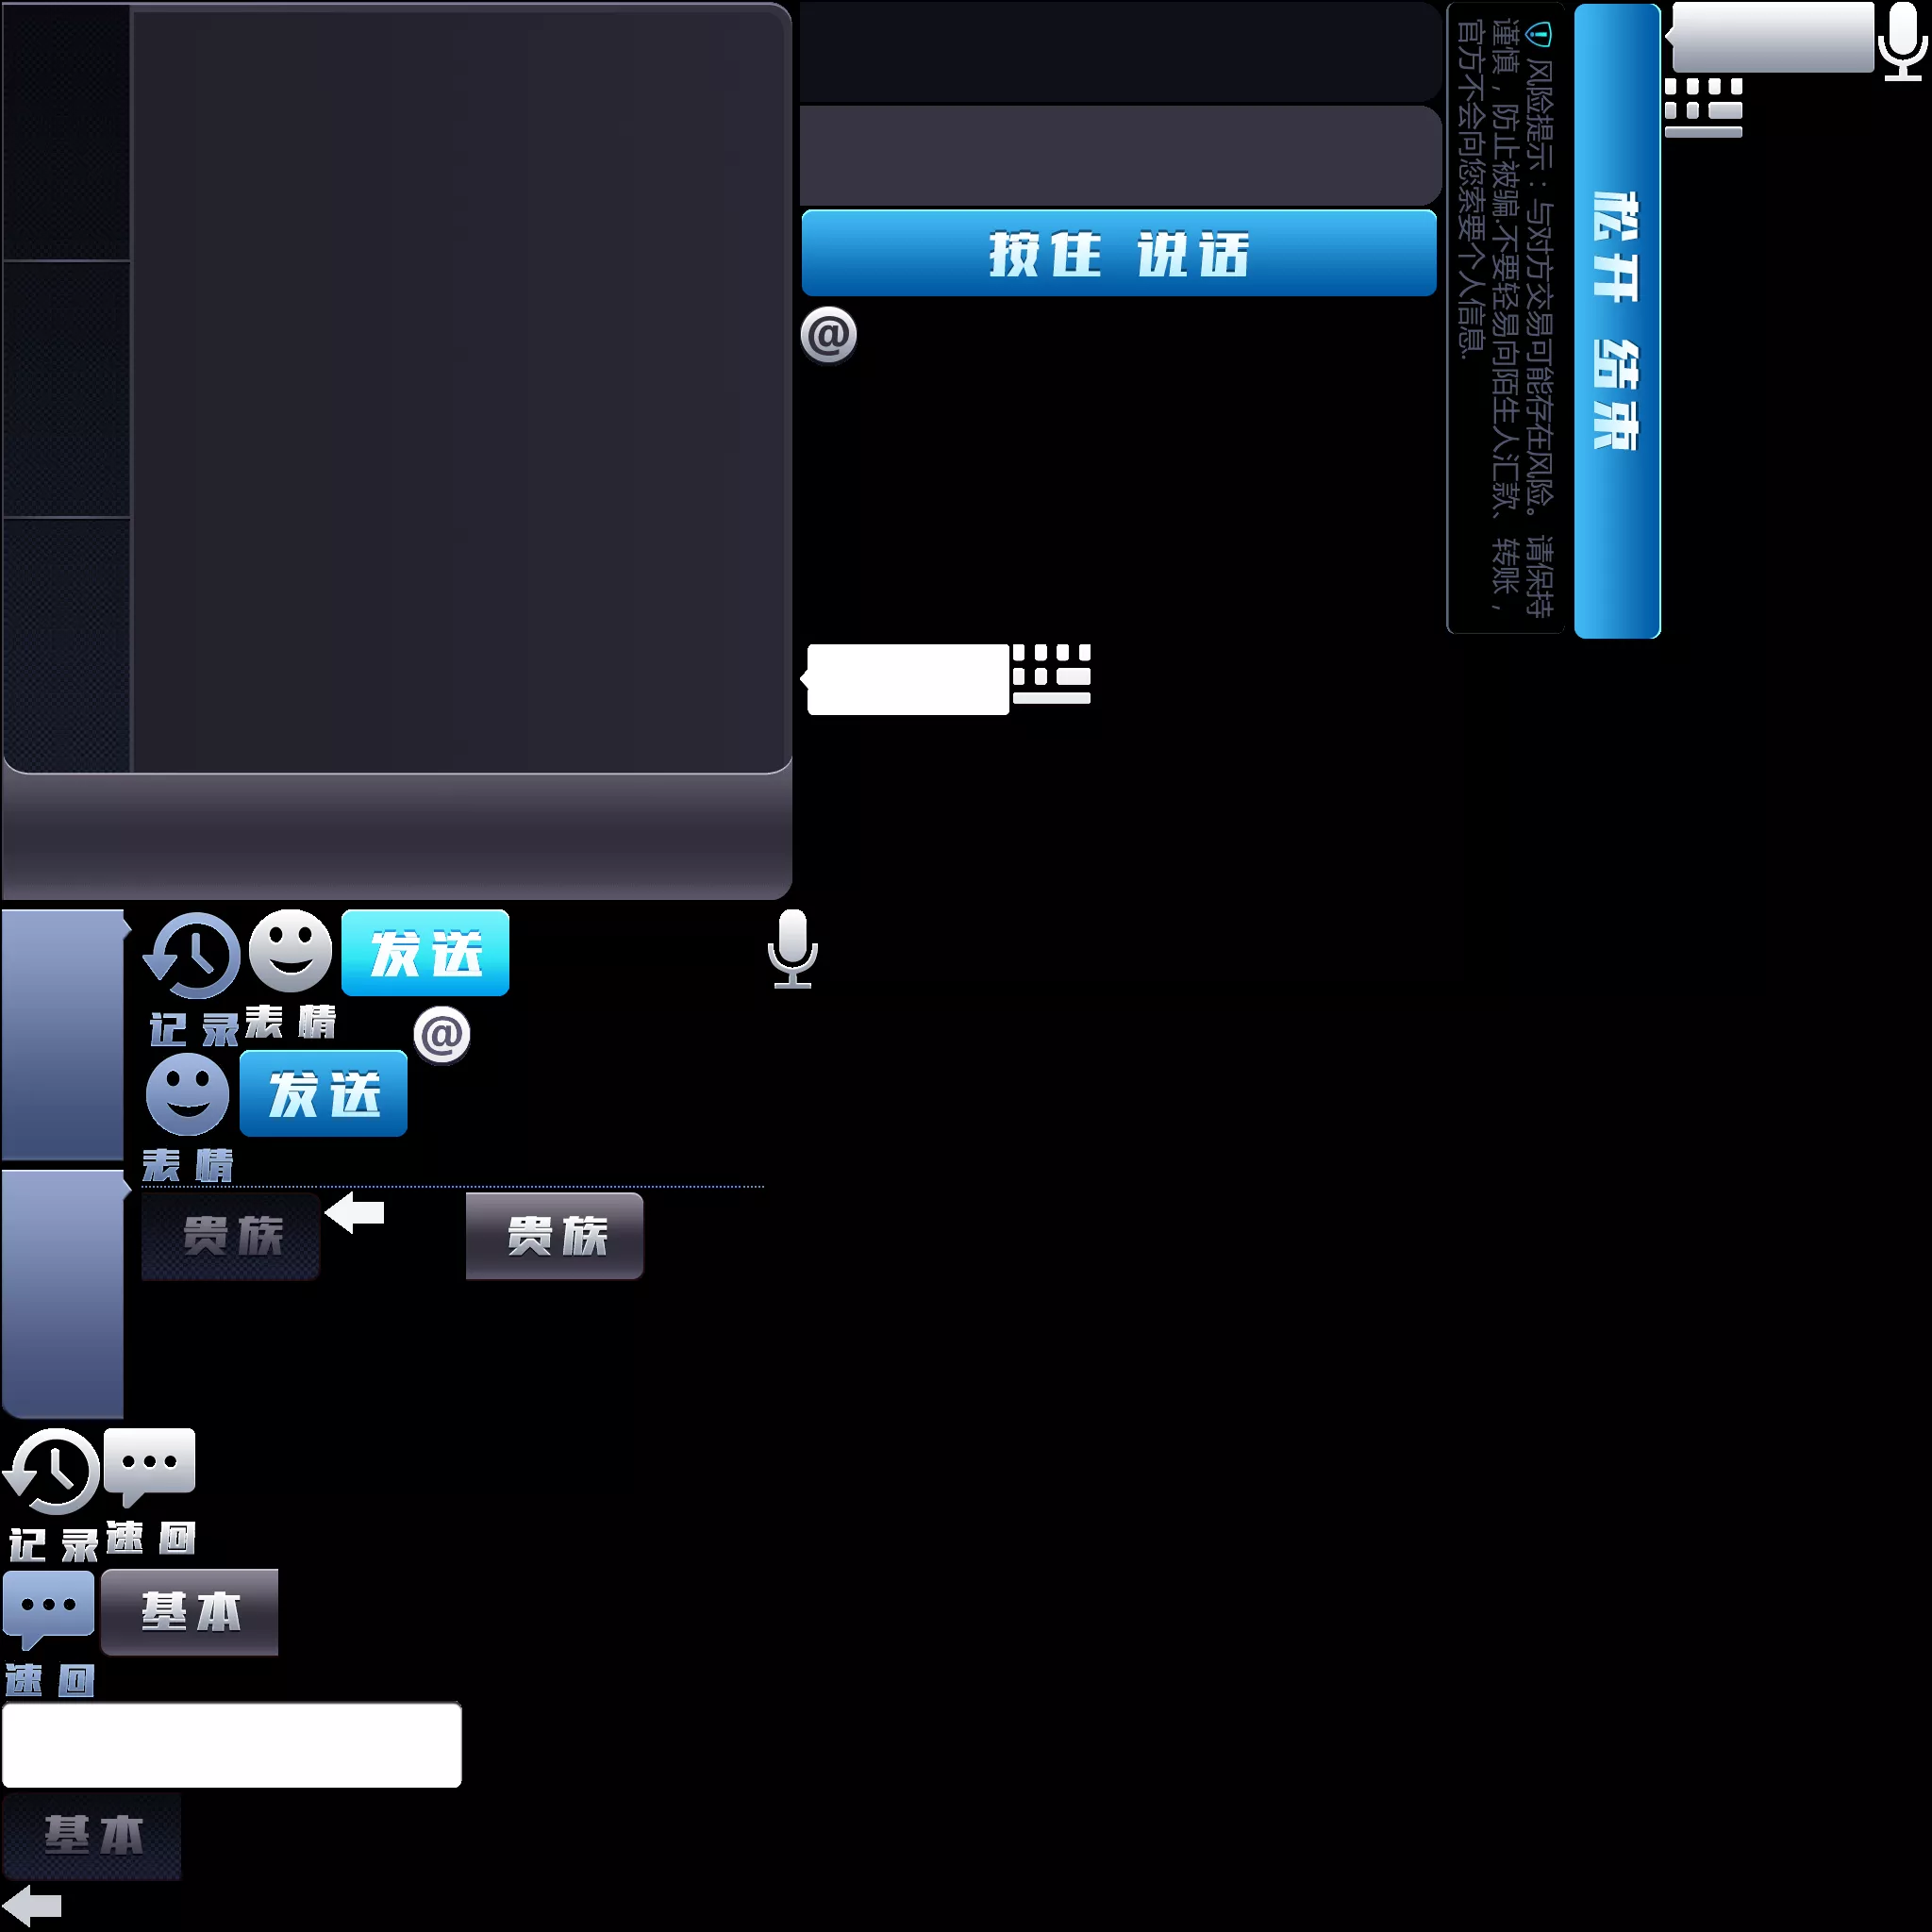 按住 说话
风险提示：与对方交易可能存在风险。 请保持
谨慎，防止被骗.不要轻易向陌生人汇款、 转账，
官方不会向您索要个人信息.
松开 结束
@
发送
记录
表情
@
发送
表情
贵族
贵族
记录
速回
基本
速回
基本